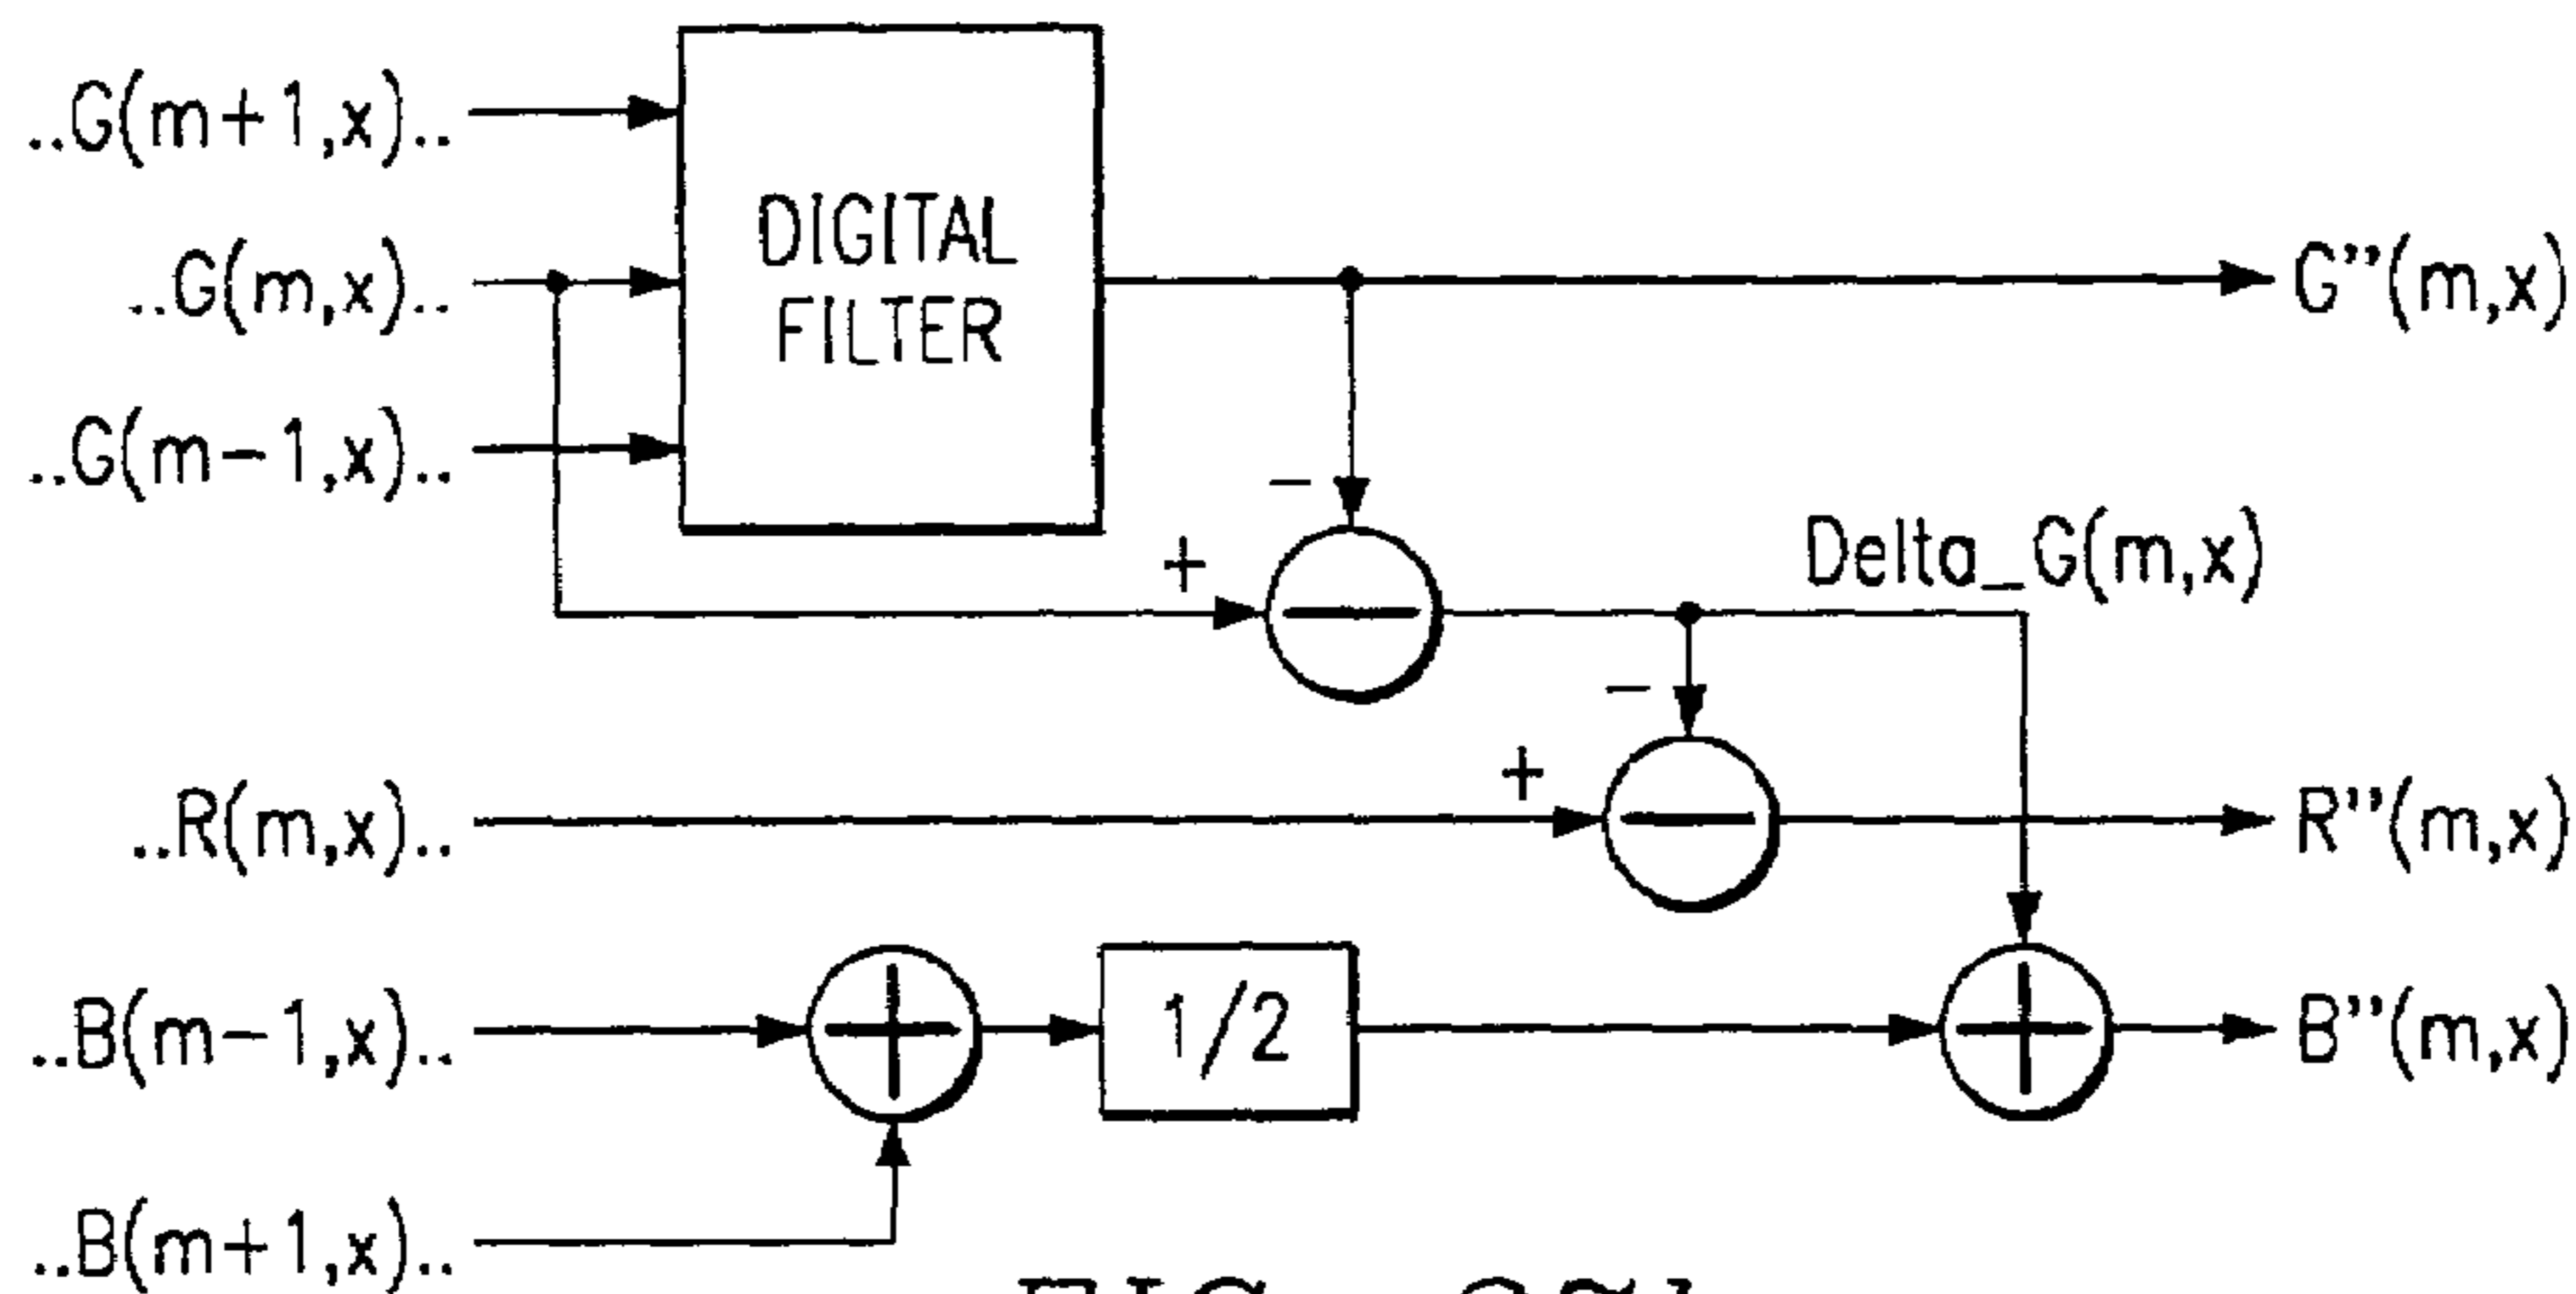 ..G(m+1,x)..
..G(m,x)..
..G(m-1,x)..
DIGITAL
FILTER
G"(m,x)
-
+
Delta_G(m,x)
-
+
..R(m,x)..
R"(m,x)
..B(m-1,x)..
1/2
B"(m,x)
..B(m+1,x)..